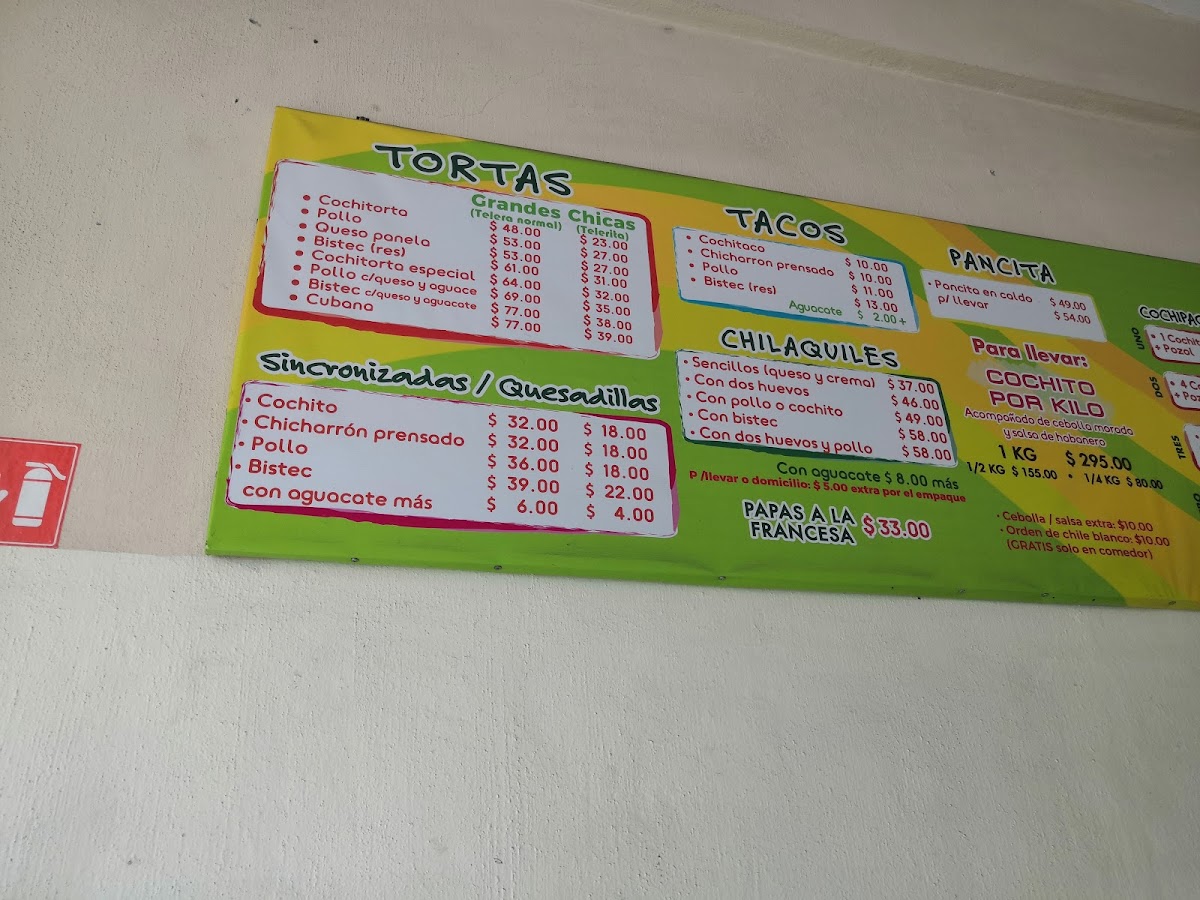 TORTAS
Grandes Chicas
(Telera normal) (Telerita)
• Cochitorta $ 48.00 $ 23.00
• Pollo $ 53.00 $ 27.00
• Queso panela $ 53.00 $ 27.00
• Bistec (res) $ 61.00 $ 31.00
• Cochitorta especial $ 64.00 $ 32.00
• Pollo c/queso y aguace $ 69.00 $ 35.00
• Bistec c/queso y aguacate $ 77.00 $ 38.00
• Cubana $ 77.00 $ 39.00
Sincronizadas / Quesadillas
• Cochito $ 32.00 $ 18.00
• Chicharrón prensado $ 32.00 $ 18.00
• Pollo $ 36.00 $ 18.00
• Bistec $ 39.00 $ 22.00
con aguacate más $ 6.00 $ 4.00
TACOS
• Cochitaco $ 10.00
• Chicharron prensado $ 10.00
• Pollo $ 11.00
• Bistec (res) $ 13.00
Aguacate $ 2.00+
CHILAQUILES
• Sencillos (queso y crema) $ 37.00
• Con dos huevos $ 46.00
• Con pollo o cochito $ 49.00
• Con bistec $ 58.00
• Con dos huevos y pollo $ 58.00
Con aguacate $ 8.00 más
P /llevar o domicilio: $ 5.00 extra por el empaque
PAPAS A LA
FRANCESA $ 33.00
PANCITA
• Pancita en caldo $ 49.00
p/ llevar $ 54.00
Para llevar:
COCHITO
POR KILO
Acompañado de cebolla morada
y salsa de habanero
1 KG $ 295.00
1/2 KG $ 155.00 • 1/4 KG $ 80.00
• Cebolla / salsa extra: $10.00
• Orden de chile blanco: $10.00
(GRATIS solo en comedor)
UNO
• 1
+ Pozol
DOS
• 4
TRES